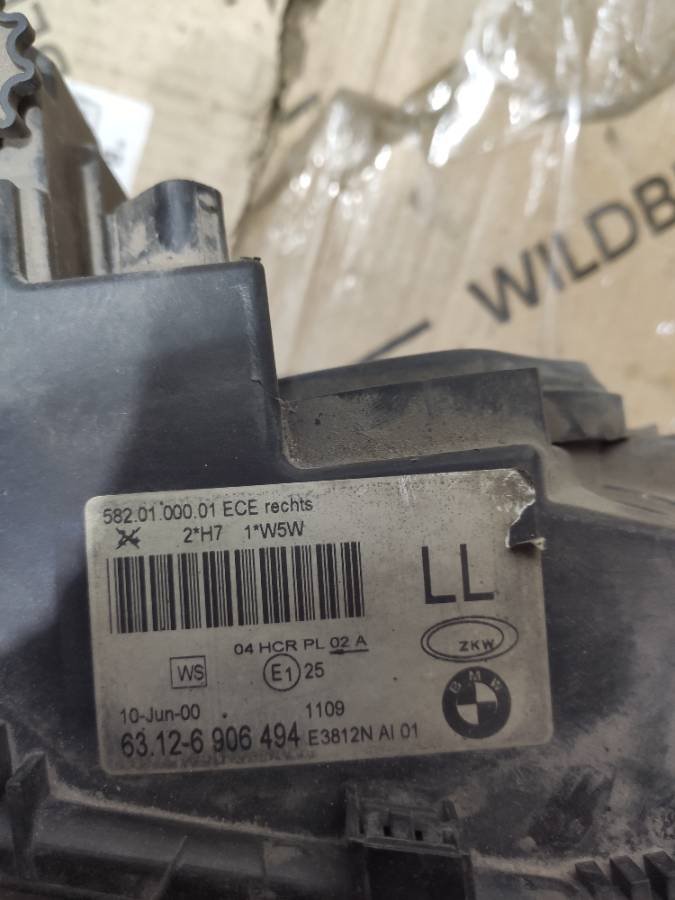 WILDB
582.01.000.01 ECE rechts
2*H7 1*W5W
LL
04 HCR PL 02 A
ZKW
WS
E1 25
BMW
10-Jun-00 1109
63.12-6 906 494 E3812N AI 01